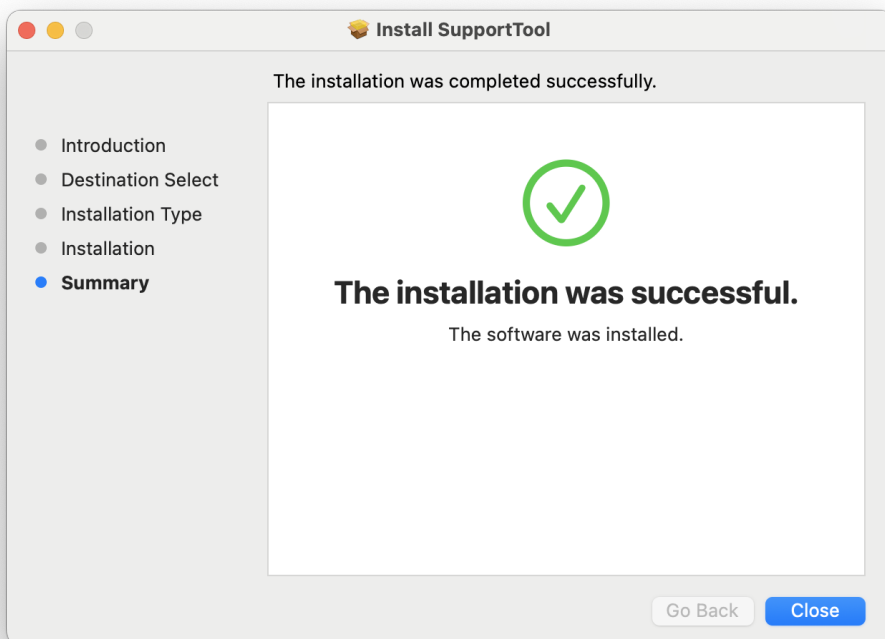 Install SupportTool
The installation was completed successfully.
Introduction
Destination Select
Installation Type
Installation
Summary
The installation was successful.
The software was installed.
Go Back
Close